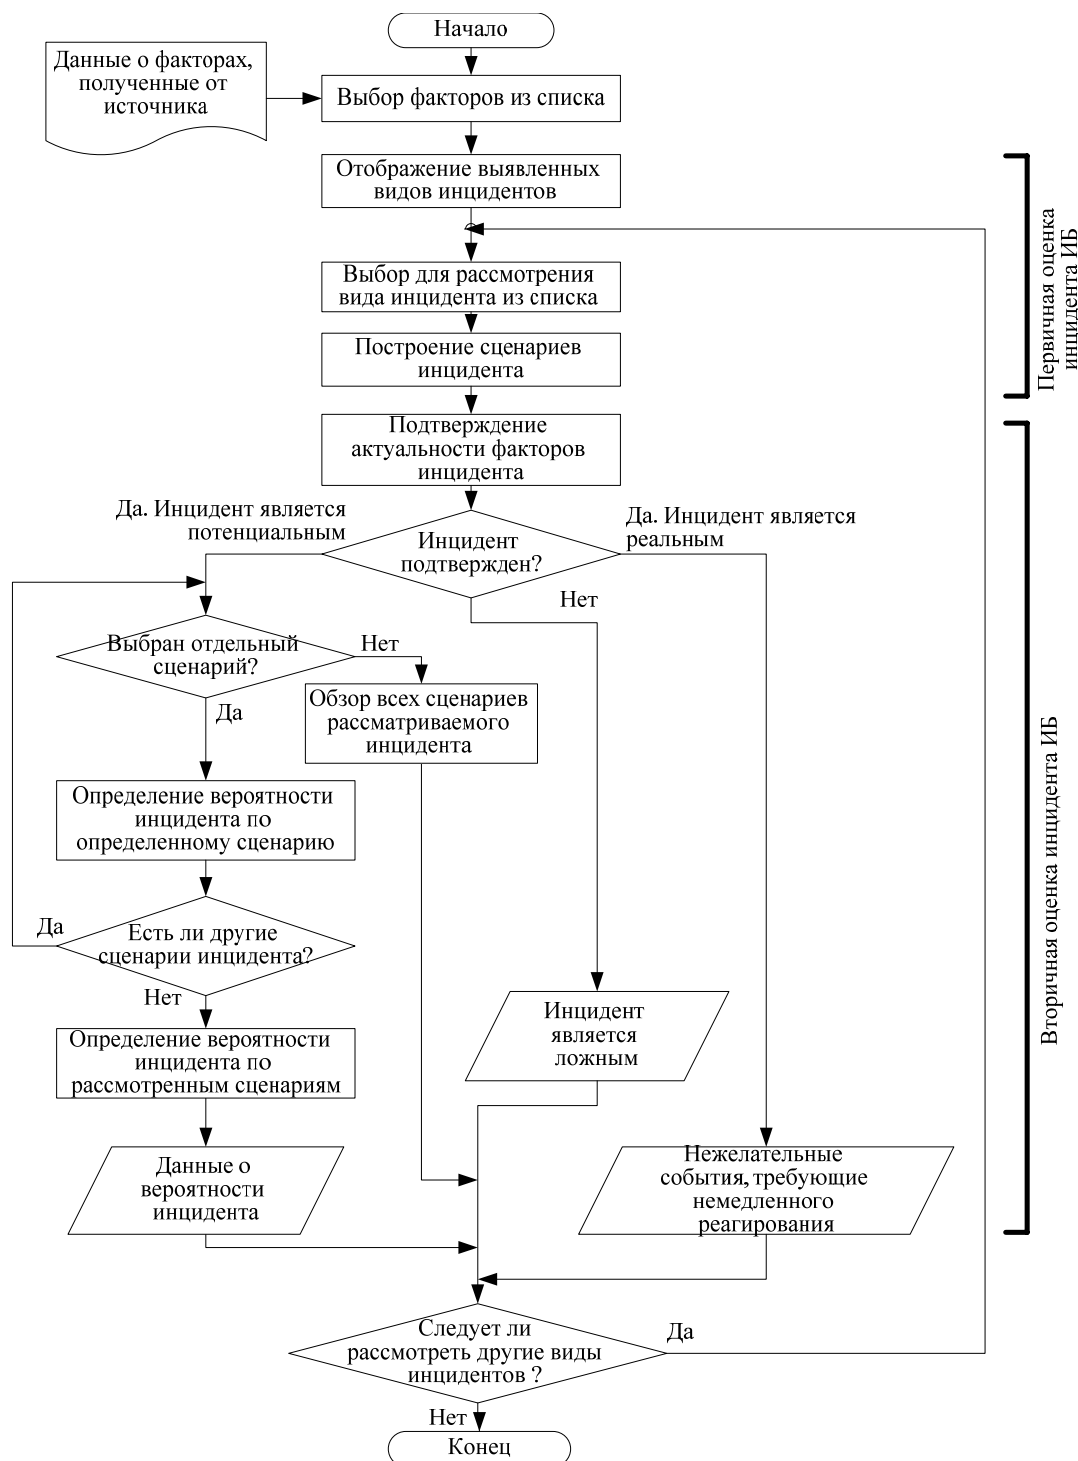 Начало
Данные о факторах,
полученные от
источника
Выбор факторов из списка
Отображение выявленных
видов инцидентов
Первичная оценка
инцидента ИБ
Выбор для рассмотрения
вида инцидента из списка
Построение сценариев
инцидента
Подтверждение
актуальности факторов
инцидента
Да. Инцидент является
потенциальным
Да. Инцидент является
реальным
Инцидент
подтвержден?
Нет
Выбран отдельный
сценарий?
Нет
Да
Обзор всех сценариев
рассматриваемого
инцидента
Вторичная оценка инцидента ИБ
Определение вероятности
инцидента по
определенному сценарию
Да
Есть ли другие
сценарии инцидента?
Нет
Инцидент
является
ложным
Определение вероятности
инцидента по
рассмотренным сценариям
Данные о
вероятности
инцидента
Нежелательные
события, требующие
немедленного
реагирования
Следует ли
рассмотреть другие виды
инцидентов ?
Да
Нет
Конец